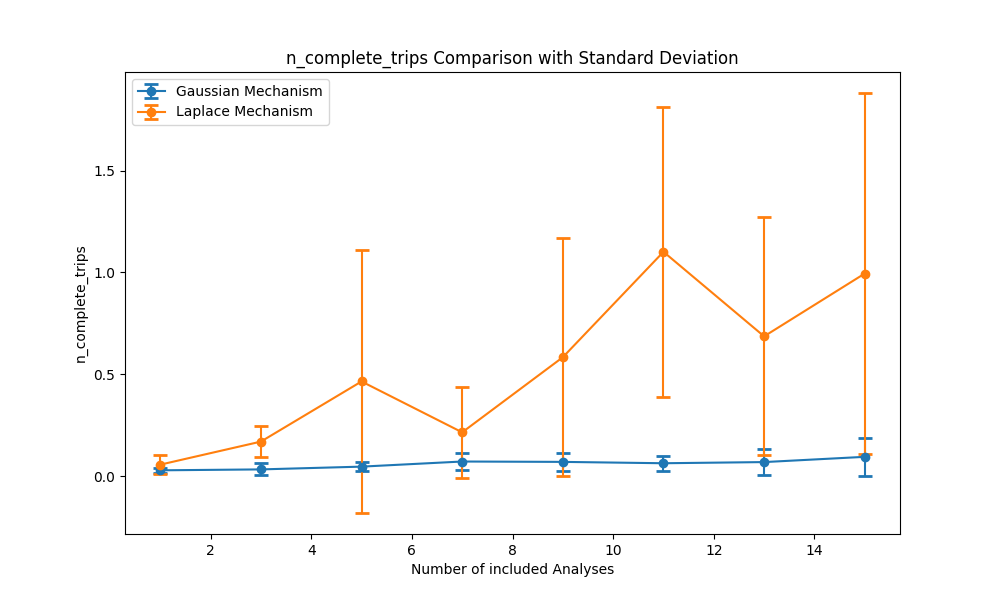 n_complete_trips Comparison with Standard Deviation
Gaussian Mechanism
Laplace Mechanism
1.5
1.0
0.5
0.0
n_complete_trips
2 4 6 8 10 12 14
Number of included Analyses